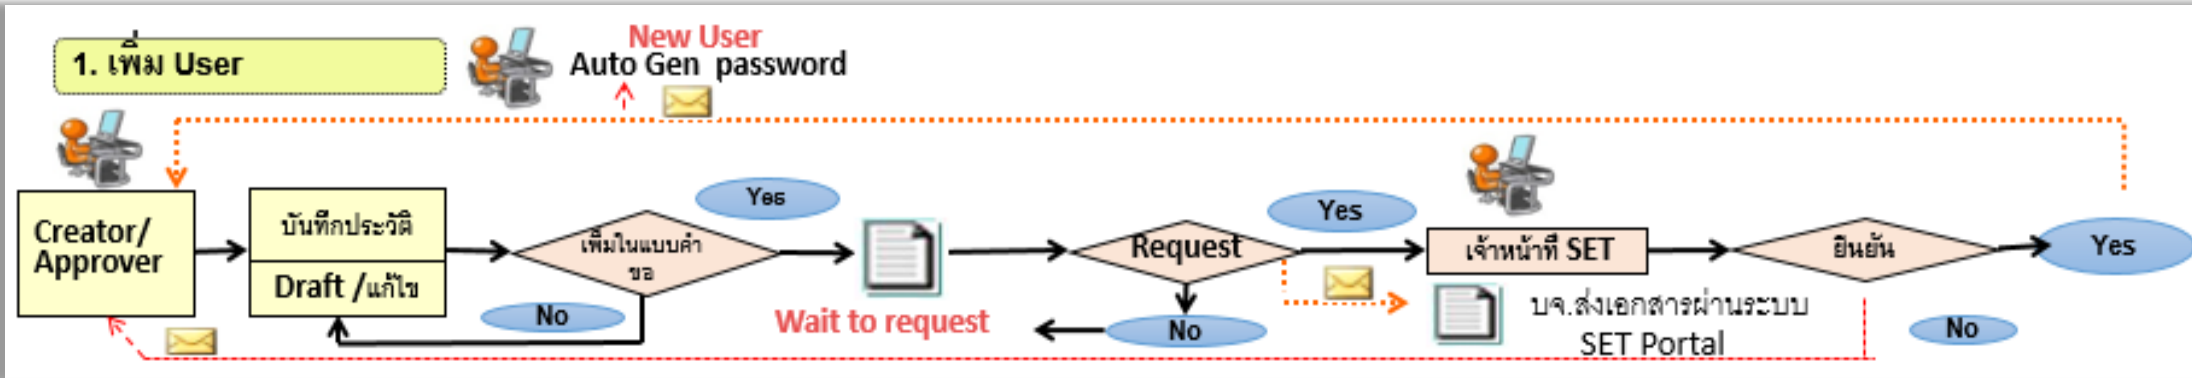 1. เพิ่ม User
New User
Auto Gen password
Creator/
Approver
บันทึกประวัติ
Draft /แก้ไข
เพิ่มในแบบคำ
ขอ
Yes
No
Wait to request
Request
Yes
No
เจ้าหน้าที่ SET
บจ.ส่งเอกสารผ่านระบบ
SET Portal
ยืนยัน
Yes
No